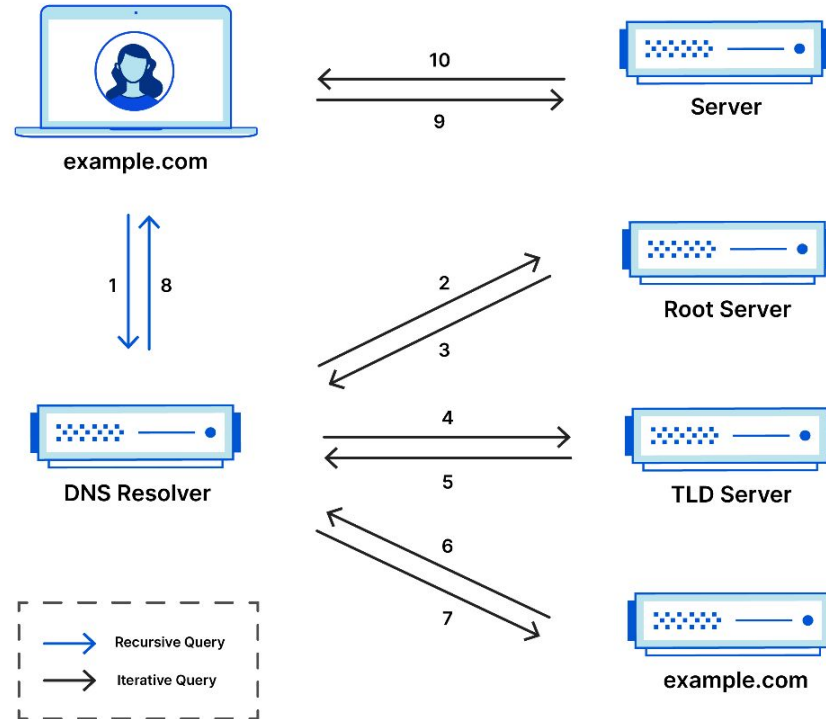 10
9
Server
example.com
1
8
2
3
Root Server
4
5
DNS Resolver
TLD Server
6
7
Recursive Query
Iterative Query
example.com